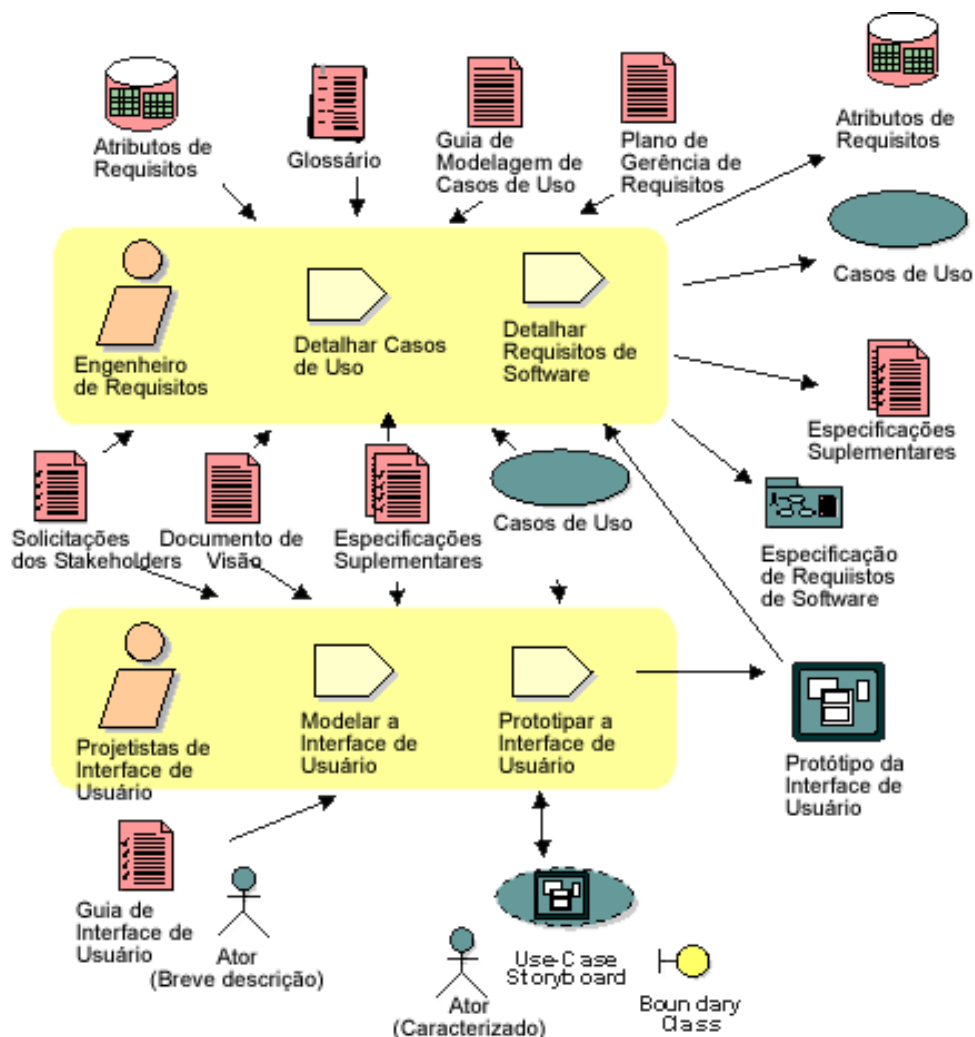 Atributos de
Requisitos
Glossário
Guia de
Modelagem de
Casos de Uso
Plano de
Gerência de
Requisitos
Atributos de
Requisitos
Casos de Uso
Engenheiro
de Requisitos
Detalhar Casos
de Uso
Detalhar
Requisitos de
Software
Especificações
Suplementares
Solicitações
dos Stakeholders
Documento de
Visão
Especificações
Suplementares
Casos de Uso
Especificação
de Requiistos
de Software
Projetistas de
Interface de
Usuário
Modelar a
Interface de
Usuário
Prototipar a
Interface de
Usuário
Protótipo da
Interface de
Usuário
Guia de
Interface de
Usuário
Ator
(Breve descrição)
Ator
(Caracterizado)
Use-Case
Storyboard
Boundary
Class